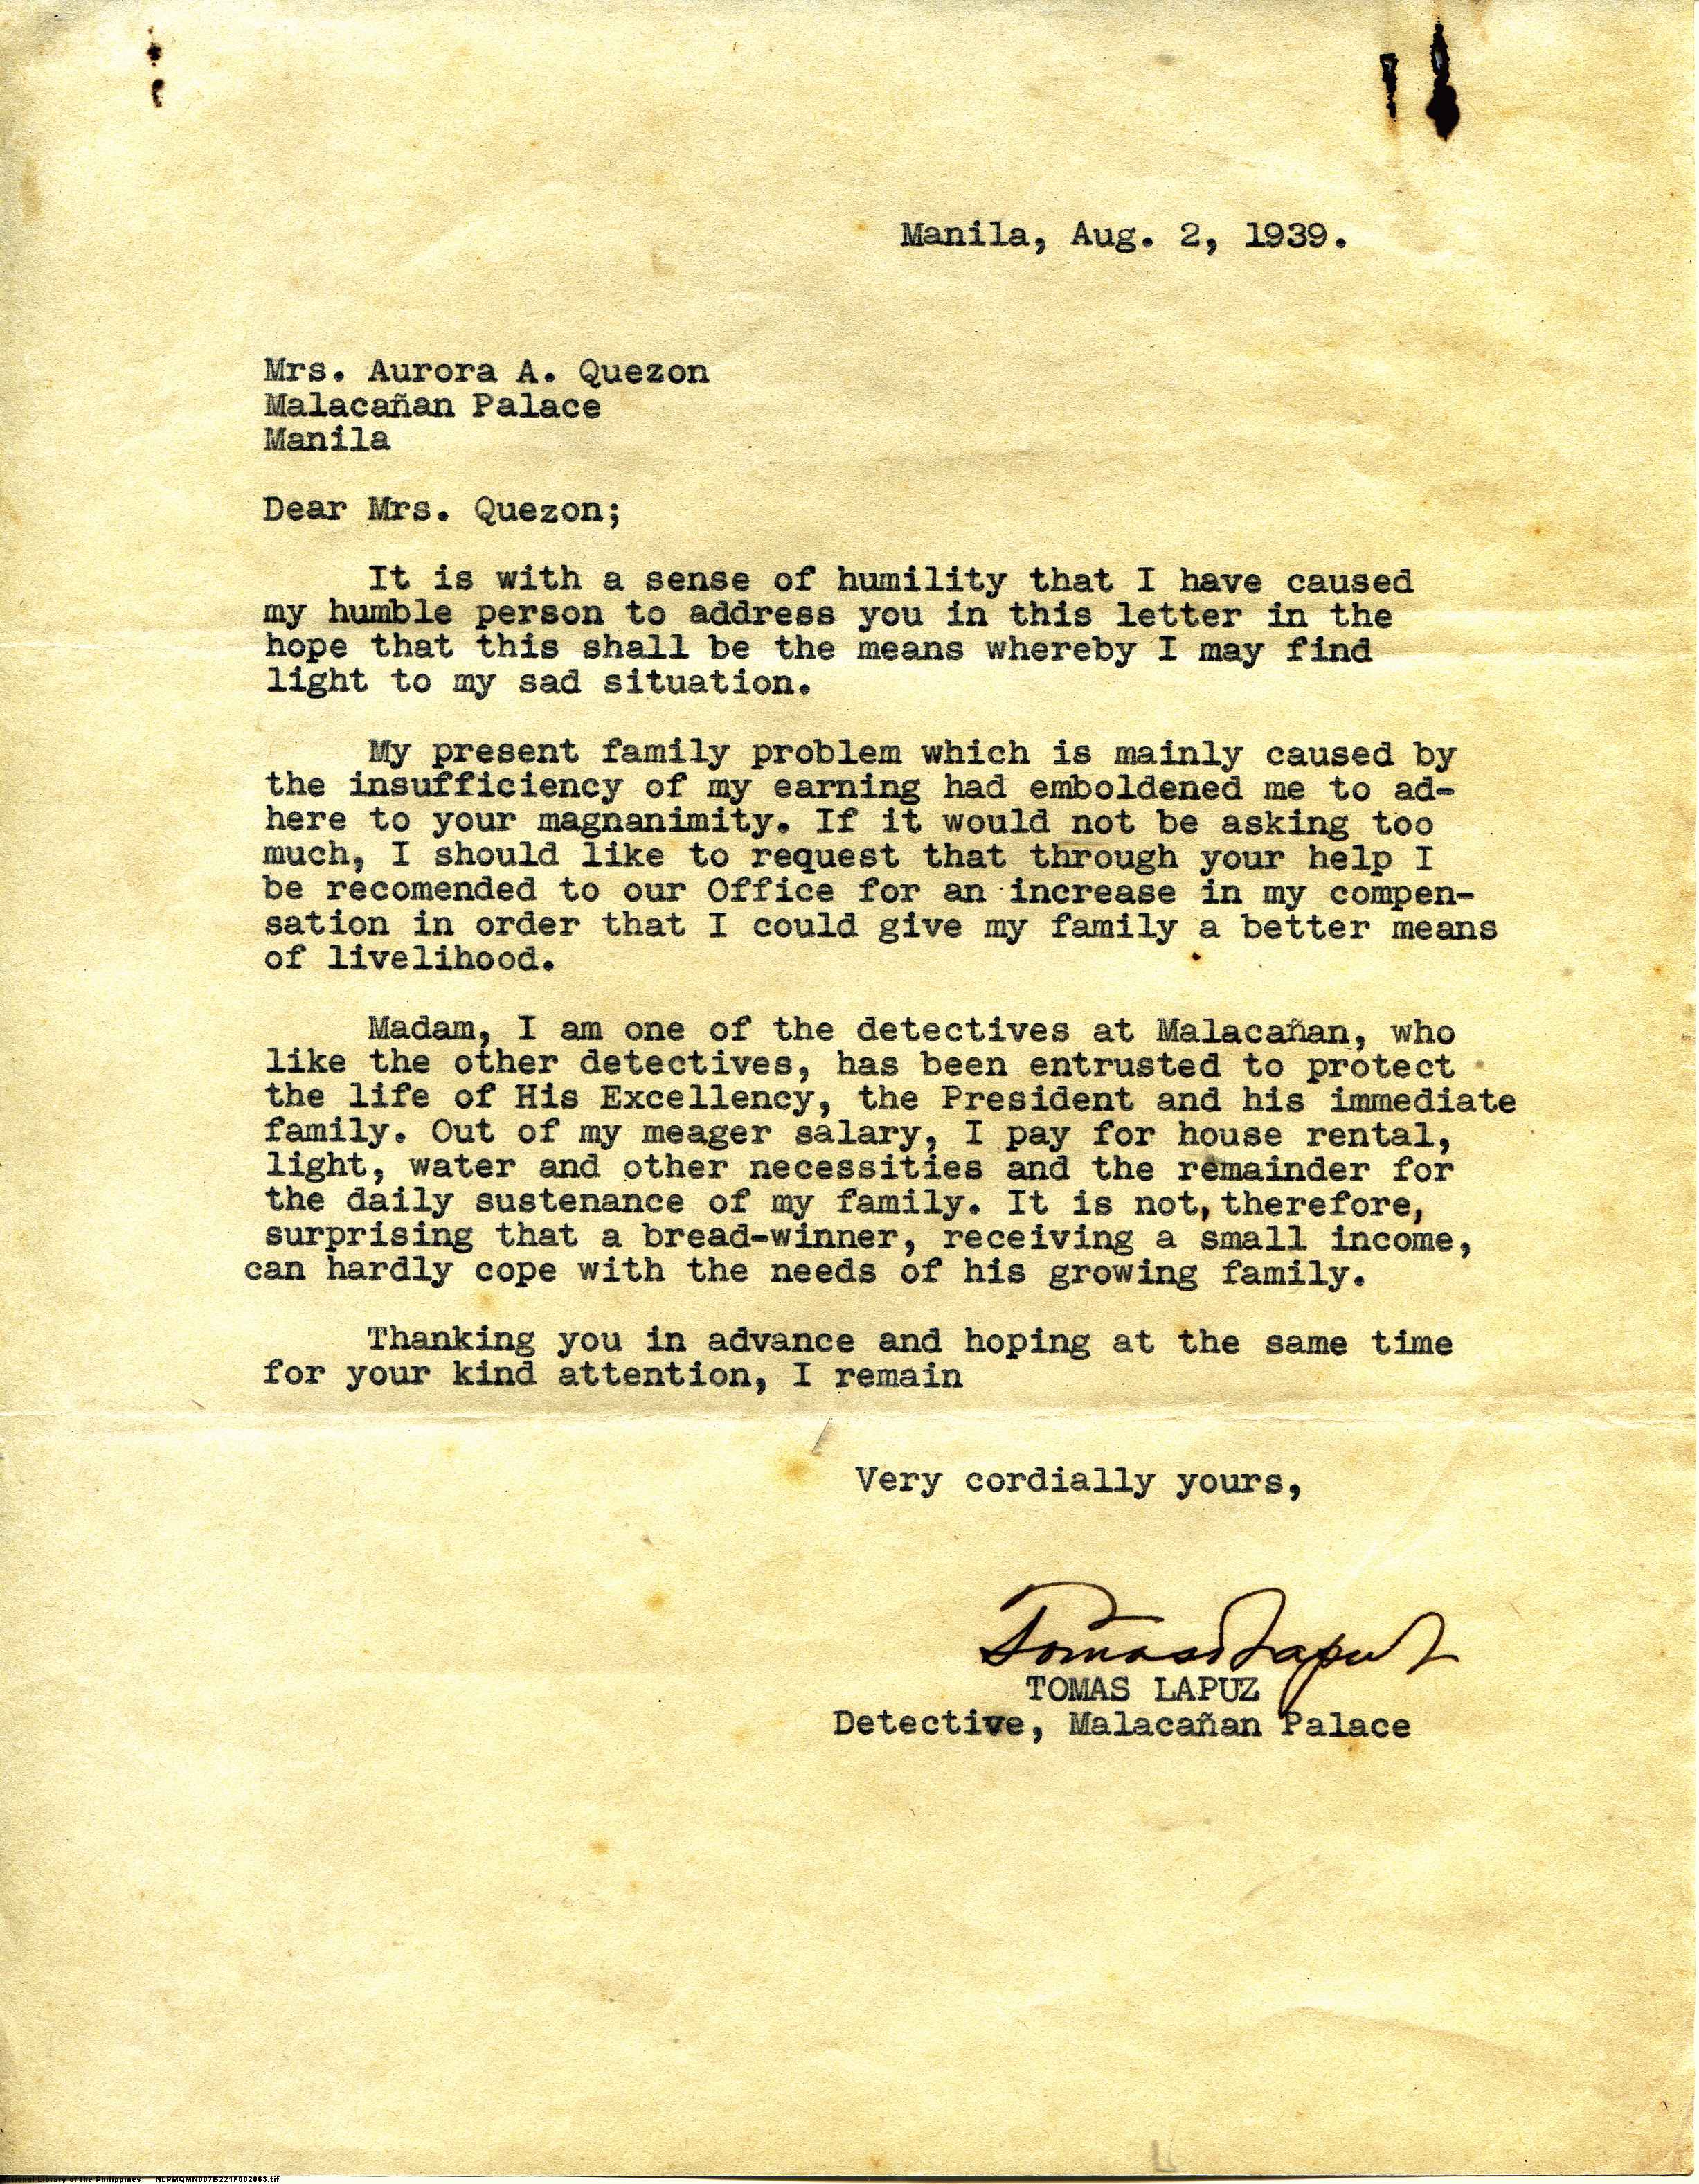 Manila, Aug. 2, 1939.
Mrs. Aurora A. Quezon
Malacañan Palace
Manila
Dear Mrs. Quezon;
It is with a sense of humility that I have caused
my humble person to address you in this letter in the
hope that this shall be the means whereby I may find
light to my sad situation.
My present family problem which is mainly caused by
the insufficiency of my earning had emboldened me to ad-
here to your magnanimity. If it would not be asking too
much, I should like to request that through your help I
be recomended to our Office for an increase in my compen-
sation in order that I could give my family a better means
of livelihood.
Madam, I am one of the detectives at Malacañan, who
like the other detectives, has been entrusted to protect
the life of His Excellency, the President and his immediate
family. Out of my meager salary, I pay for house rental,
light, water and other necessities and the remainder for
the daily sustenance of my family. It is not, therefore,
surprising that a bread-winner, receiving a small income,
can hardly cope with the needs of his growing family.
Thanking you in advance and hoping at the same time
for your kind attention, I remain
Very cordially yours,
Tomas Lapuz
TOMAS LAPUZ
Detective, Malacañan Palace
National Library of the Philippines NLPMQMN007B221F002063.tif